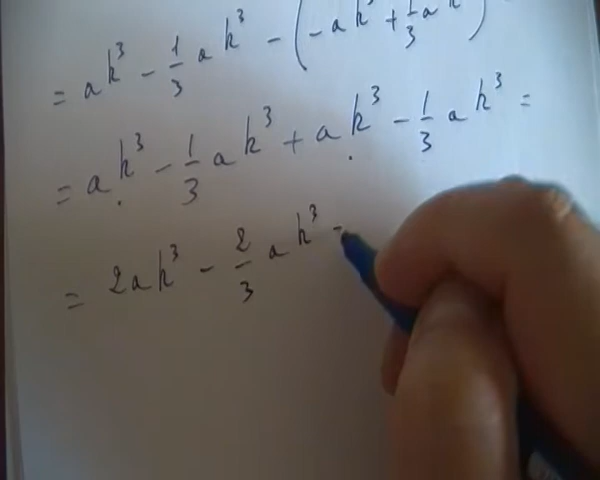 = ak³ - 1/3 ak³ - (-ak³ + 1/3 ak³)
= ak³ - 1/3 ak³ + ak³ - 1/3 ak³ =
= 2ak³ - 2/3 ak³ -